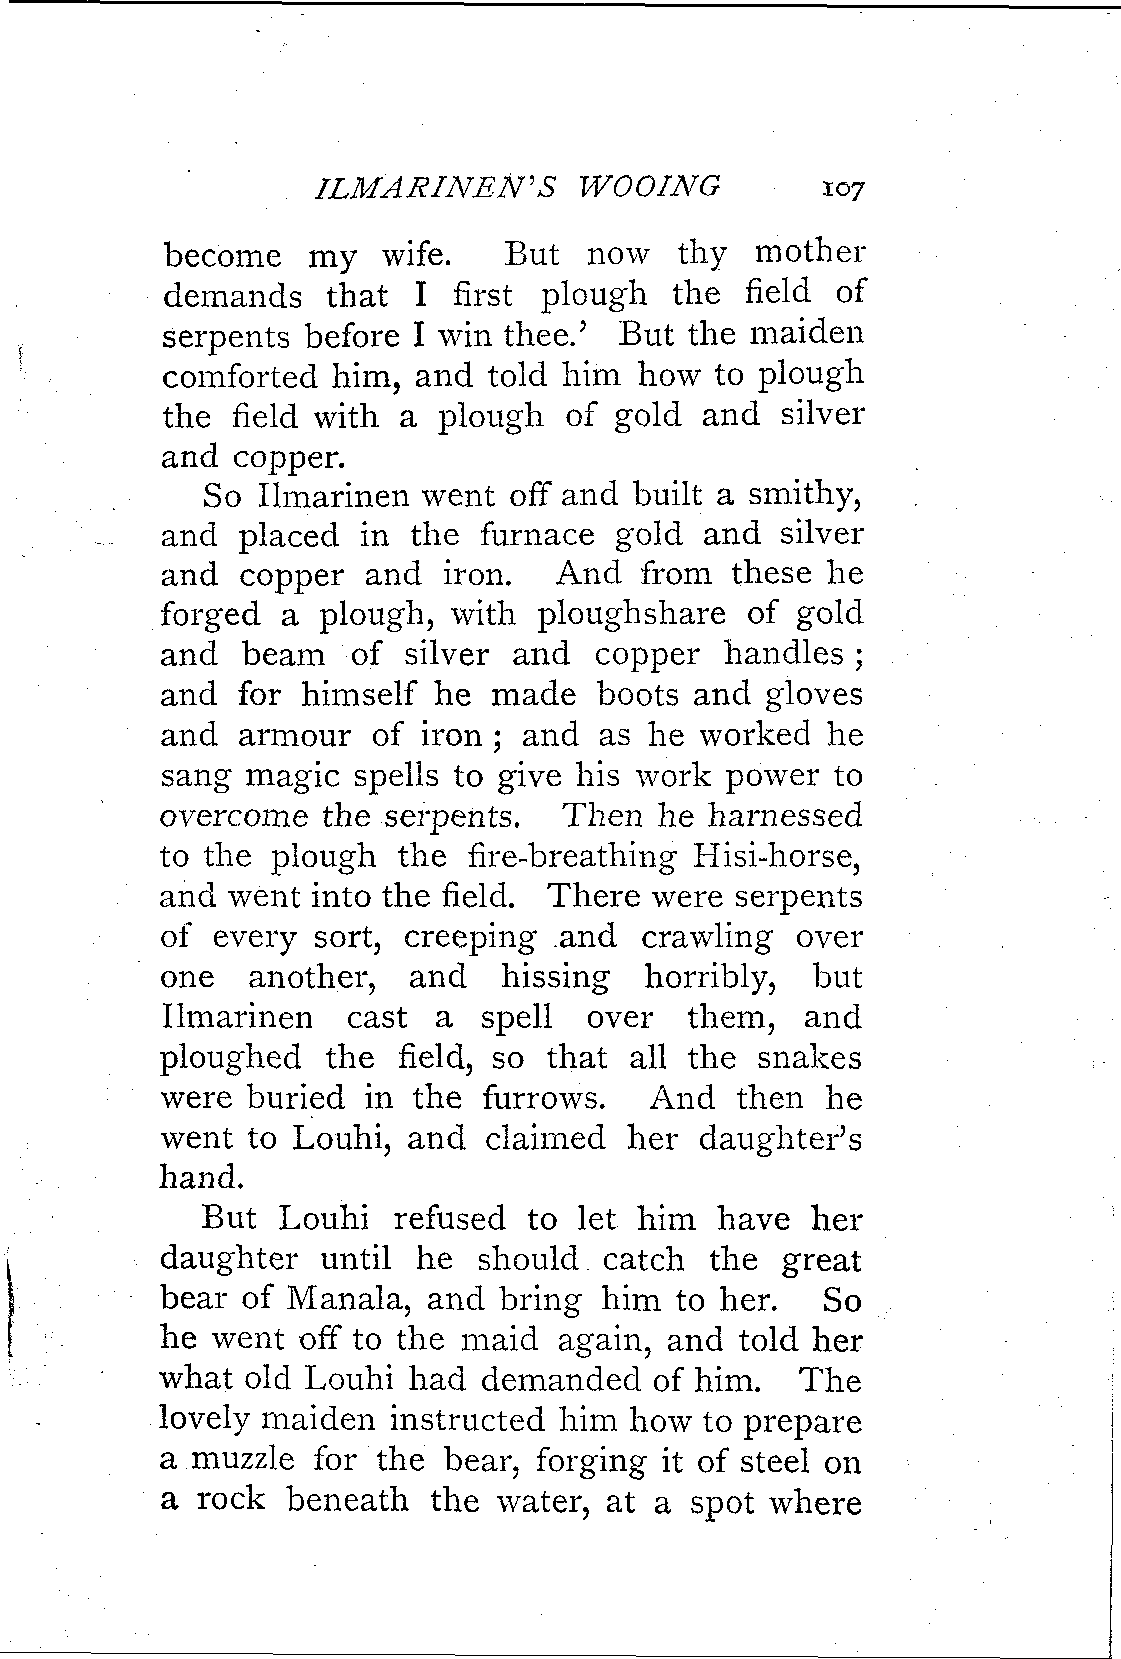 ILMARINEN'S WOOING 107
become my wife. But now thy mother
demands that I first plough the field of
serpents before I win thee.' But the maiden
comforted him, and told him how to plough
the field with a plough of gold and silver
and copper.
So Ilmarinen went off and built a smithy,
and placed in the furnace gold and silver
and copper and iron. And from these he
forged a plough, with ploughshare of gold
and beam of silver and copper handles ;
and for himself he made boots and gloves
and armour of iron ; and as he worked he
sang magic spells to give his work power to
overcome the serpents. Then he harnessed
to the plough the fire-breathing Hisi-horse,
and went into the field. There were serpents
of every sort, creeping and crawling over
one another, and hissing horribly, but
Ilmarinen cast a spell over them, and
ploughed the field, so that all the snakes
were buried in the furrows. And then he
went to Louhi, and claimed her daughter's
hand.
But Louhi refused to let him have her
daughter until he should catch the great
bear of Manala, and bring him to her. So
he went off to the maid again, and told her
what old Louhi had demanded of him. The
lovely maiden instructed him how to prepare
a muzzle for the bear, forging it of steel on
a rock beneath the water, at a spot where